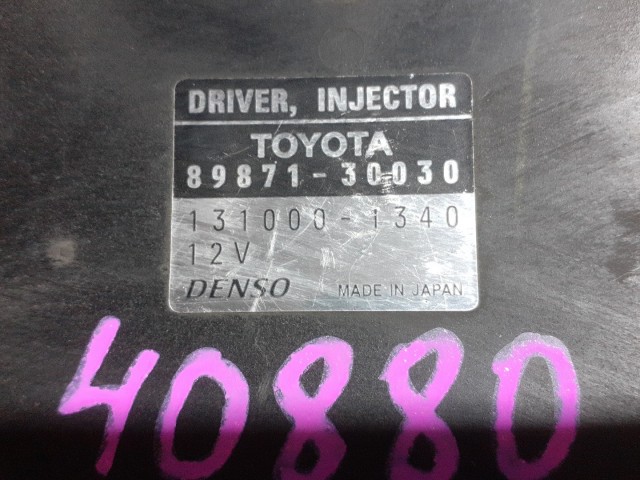 DRIVER, INJECTOR
TOYOTA
89871-30030
131000-1340
12V
DENSO MADE IN JAPAN
40880